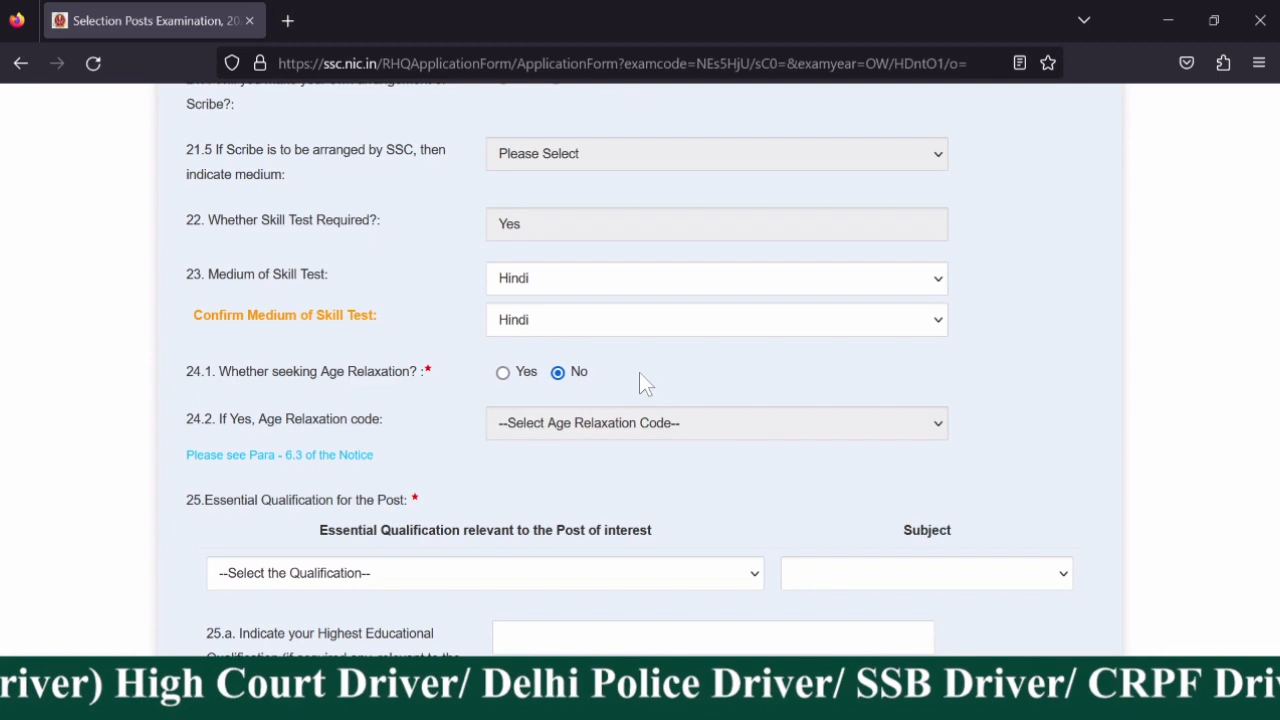 Selection Posts Examination, 20
https://ssc.nic.in/RHQApplicationForm/ApplicationForm?examcode=NEs5HjU/sC0=&examyear=OW/HDntO1/o=
Scribe?:
21.5 If Scribe is to be arranged by SSC, then
indicate medium:
Please Select
22. Whether Skill Test Required?:
Yes
23. Medium of Skill Test:
Hindi
Confirm Medium of Skill Test:
Hindi
24.1. Whether seeking Age Relaxation? :*
Yes No
24.2. If Yes, Age Relaxation code:
--Select Age Relaxation Code--
Please see Para - 6.3 of the Notice
25.Essential Qualification for the Post: *
Essential Qualification relevant to the Post of interest Subject
--Select the Qualification--
25.a. Indicate your Highest Educational
river) High Court Driver/ Delhi Police Driver/ SSB Driver/ CRPF Dri